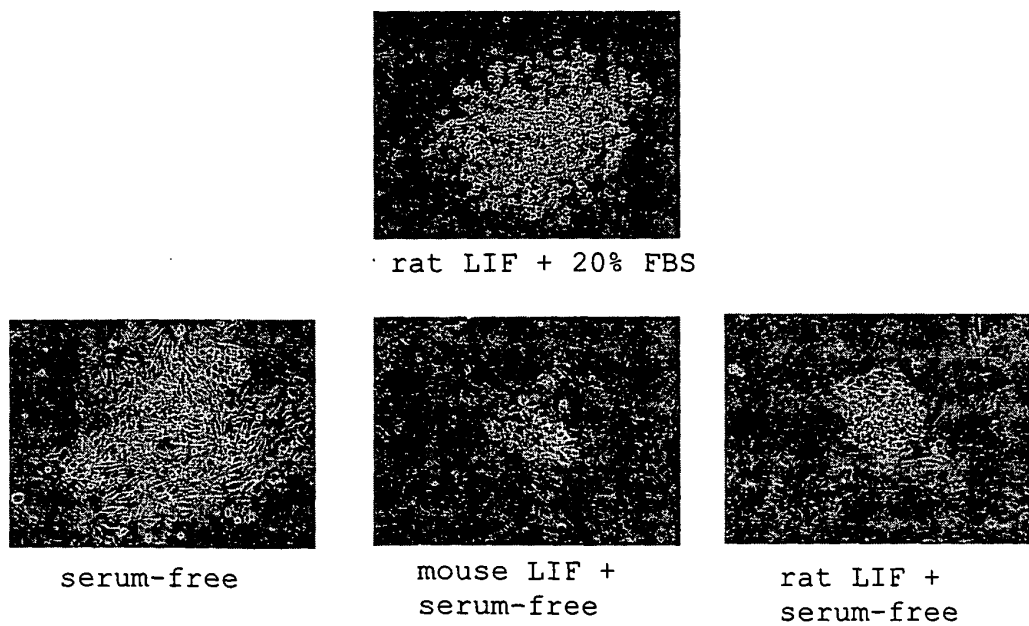 rat LIF + 20% FBS
serum-free
mouse LIF +
serum-free
rat LIF +
serum-free